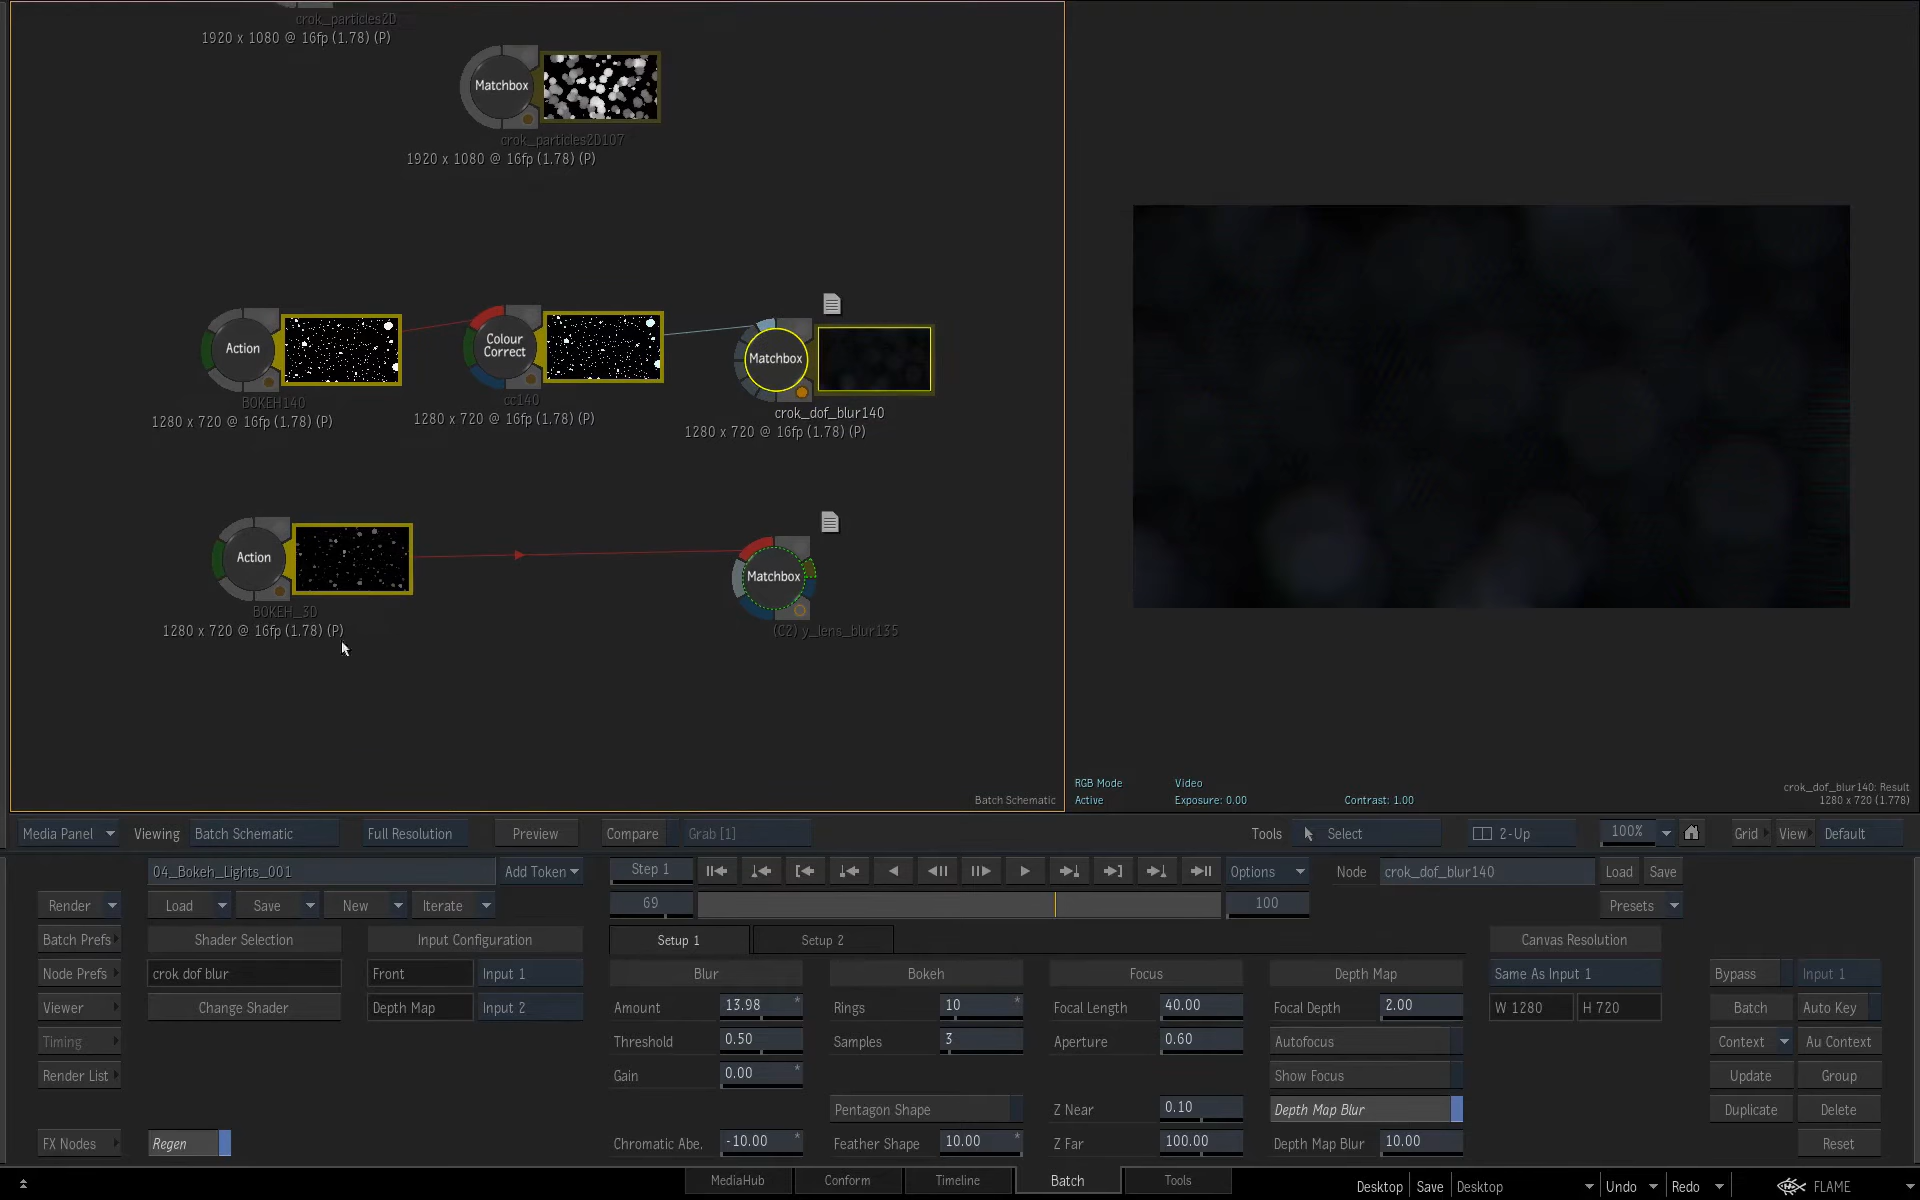 crok_particles2D
1920 x 1080 @ 16fp (1.78) (P)
Matchbox
crok_particles2D107
1920 x 1080 @ 16fp (1.78) (P)
Action
BOKEH140
1280 x 720 @ 16fp (1.78) (P)
Colour
Correct
cc140
1280 x 720 @ 16fp (1.78) (P)
Matchbox
crok_dof_blur140
1280 x 720 @ 16fp (1.78) (P)
Action
BOKEH_3D
1280 x 720 @ 16fp (1.78) (P)
Matchbox
(C2) y_lens_blur135
Batch Schematic
RGB Mode Video
Active Exposure: 0.00 Contrast: 1.00
crok_dof_blur140: Result
1280 x 720 (1.778)
Media Panel Viewing Batch Schematic Full Resolution Preview Compare Grab [1] Tools Select 2-Up 100% Grid View Default
04_Bokeh_Lights_001 Add Token Step 1 Options Node crok_dof_blur140 Load Save
Render Load Save New Iterate 69 100 Presets
Batch Prefs Shader Selection Input Configuration Setup 1 Setup 2 Canvas Resolution
Node Prefs crok dof blur Front Input 1 Blur Bokeh Focus Depth Map Same As Input 1 Bypass Input 1
Viewer Change Shader Depth Map Input 2 Amount 13.98 Rings 10 Focal Length 40.00 Focal Depth 2.00 W 1280 H 720 Batch Auto Key
Timing Threshold 0.50 Samples 3 Aperture 0.60 Autofocus Context Au Context
Render List Gain 0.00 Show Focus Update Group
Pentagon Shape Z Near 0.10 Depth Map Blur Duplicate Delete
FX Nodes Regen Chromatic Abe. -10.00 Feather Shape 10.00 Z Far 100.00 Depth Map Blur 10.00 Reset
MediaHub Conform Timeline Batch Tools Desktop Save Desktop Undo Redo FLAME